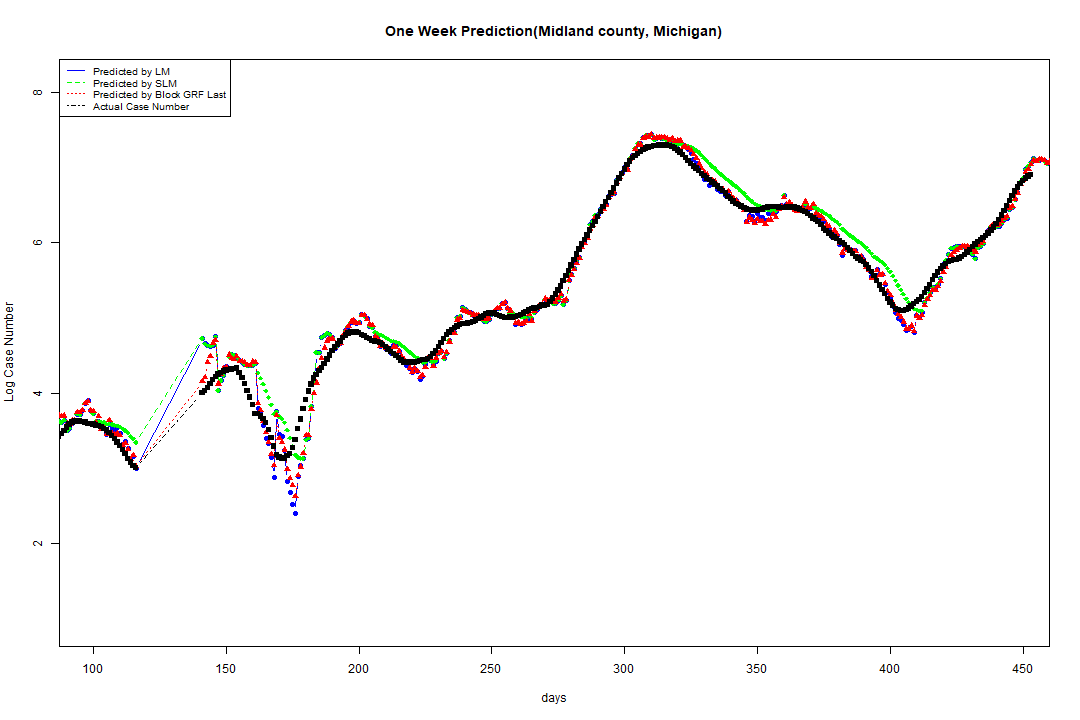 One Week Prediction(Midland county, Michigan)
Predicted by LM
Predicted by SLM
Predicted by Block GRF Last
Actual Case Number
8
6
4
2
Log Case Number
100 150 200 250 300 350 400 450
days